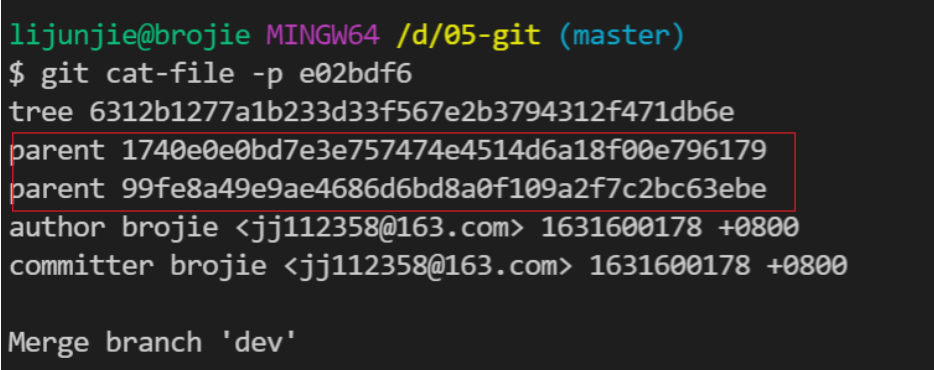 lijunjie@brojie MINGW64 /d/05-git (master)
$ git cat-file -p e02bdf6
tree 6312b1277a1b233d33f567e2b3794312f471db6e
parent 1740e0e0bd7e3e757474e4514d6a18f00e796179
parent 99fe8a49e9ae4686d6bd8a0f109a2f7c2bc63ebe
author brojie <jj112358@163.com> 1631600178 +0800
committer brojie <jj112358@163.com> 1631600178 +0800
Merge branch 'dev'